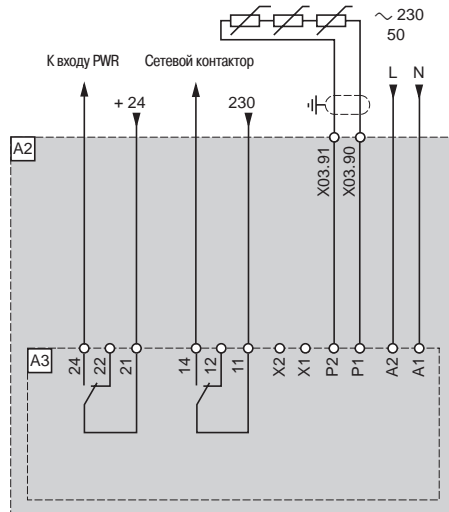 ~ 230
50
К входу PWR
Сетевой контактор
L
N
+ 24
230
A2
X03.91
X03.90
A3
24
22
21
14
12
11
X2
X1
P2
P1
A2
A1